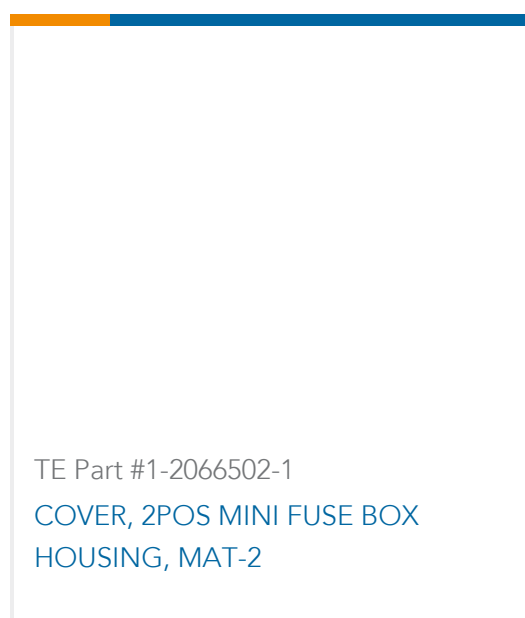 TE Part #1-2066502-1
COVER, 2POS MINI FUSE BOX
HOUSING, MAT-2